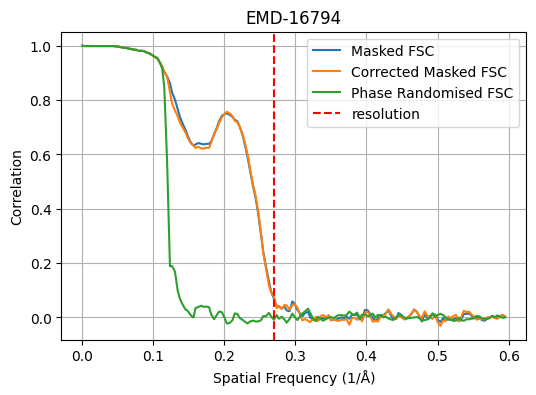 EMD-16794
Masked FSC
Corrected Masked FSC
Phase Randomised FSC
resolution
1.0
0.8
0.6
0.4
0.2
0.0
Correlation
0.0 0.1 0.2 0.3 0.4 0.5 0.6
Spatial Frequency (1/Å)